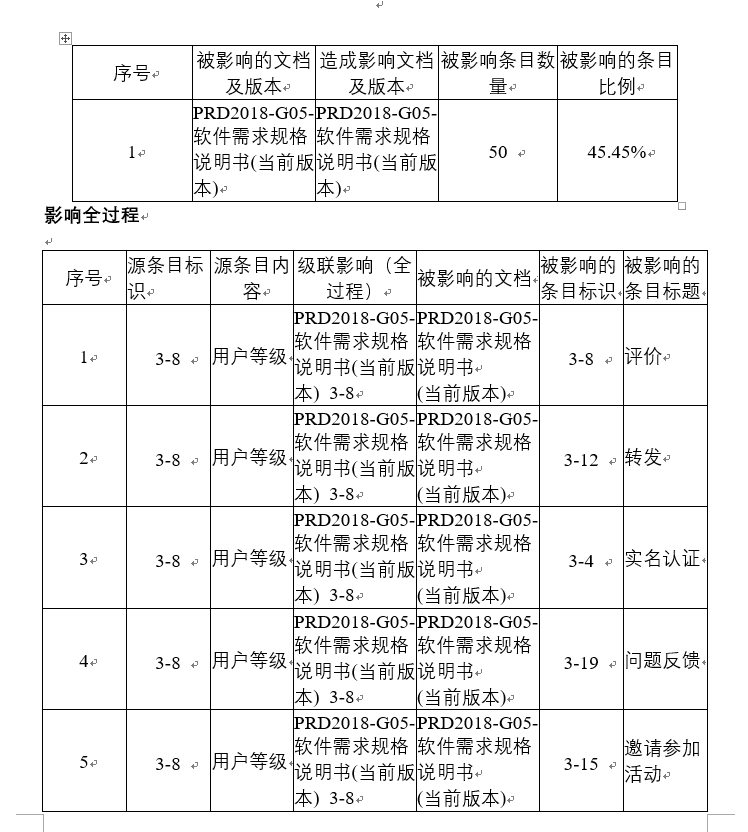 序号
被影响的文档
及版本
造成影响文档
及版本
被影响条目数
量
被影响的条目
比例
1
PRD2018-G05-
软件需求规格
说明书(当前版
本)
PRD2018-G05-
软件需求规格
说明书(当前版
本)
50
45.45%
影响全过程
序号
源条目标
识
源条目内
容
级联影响（全
过程）
被影响的文档
被影响的
条目标识
被影响的
条目标题
1
3-8
用户等级
PRD2018-G05-
软件需求规格
说明书(当前版
本) 3-8
PRD2018-G05-
软件需求规格
说明书
(当前版本)
3-8
评价
2
3-8
用户等级
PRD2018-G05-
软件需求规格
说明书(当前版
本) 3-8
PRD2018-G05-
软件需求规格
说明书
(当前版本)
3-12
转发
3
3-8
用户等级
PRD2018-G05-
软件需求规格
说明书(当前版
本) 3-8
PRD2018-G05-
软件需求规格
说明书
(当前版本)
3-4
实名认证
4
3-8
用户等级
PRD2018-G05-
软件需求规格
说明书(当前版
本) 3-8
PRD2018-G05-
软件需求规格
说明书
(当前版本)
3-19
问题反馈
5
3-8
用户等级
PRD2018-G05-
软件需求规格
说明书(当前版
本) 3-8
PRD2018-G05-
软件需求规格
说明书
(当前版本)
3-15
邀请参加
活动